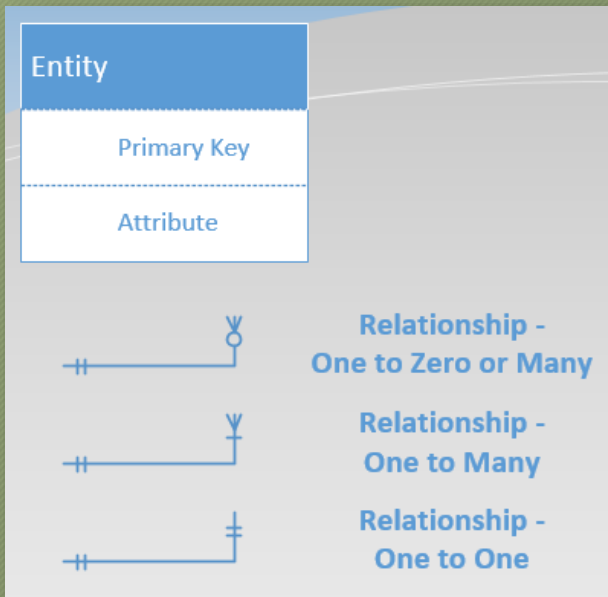 Entity
Primary Key
Attribute
Relationship -
One to Zero or Many
Relationship -
One to Many
Relationship -
One to One